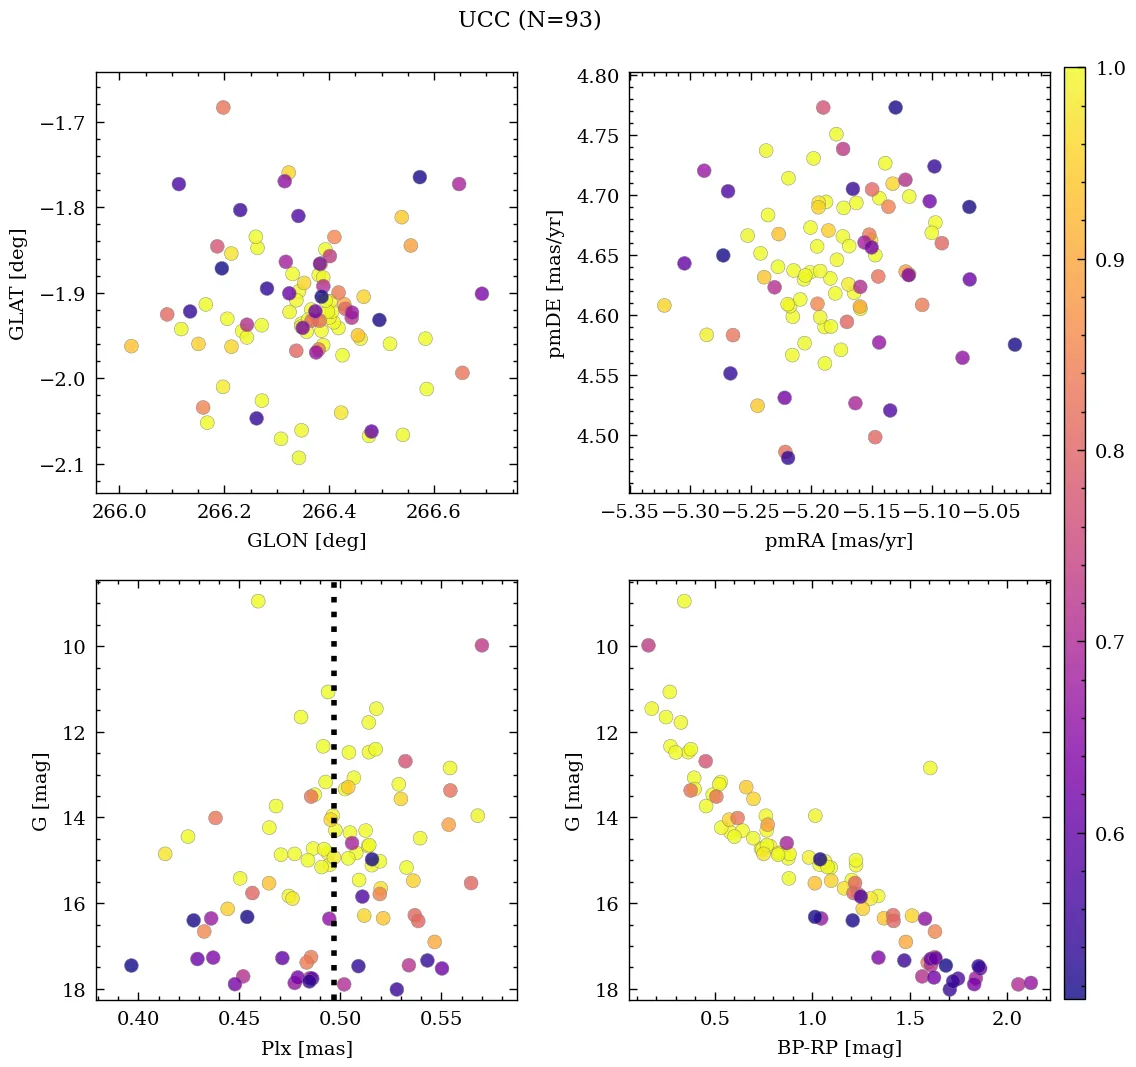 UCC (N=93)
−1.7
−1.8
−1.9
−2.0
−2.1
GLAT [deg]
266.0 266.2 266.4 266.6
GLON [deg]
4.80
4.75
4.70
4.65
4.60
4.55
4.50
pmDE [mas/yr]
−5.35 −5.30 −5.25 −5.20 −5.15 −5.10 −5.05
pmRA [mas/yr]
10
12
14
16
18
G [mag]
0.40 0.45 0.50 0.55
Plx [mas]
10
12
14
16
18
G [mag]
0.5 1.0 1.5 2.0
BP-RP [mag]
1.0
0.9
0.8
0.7
0.6